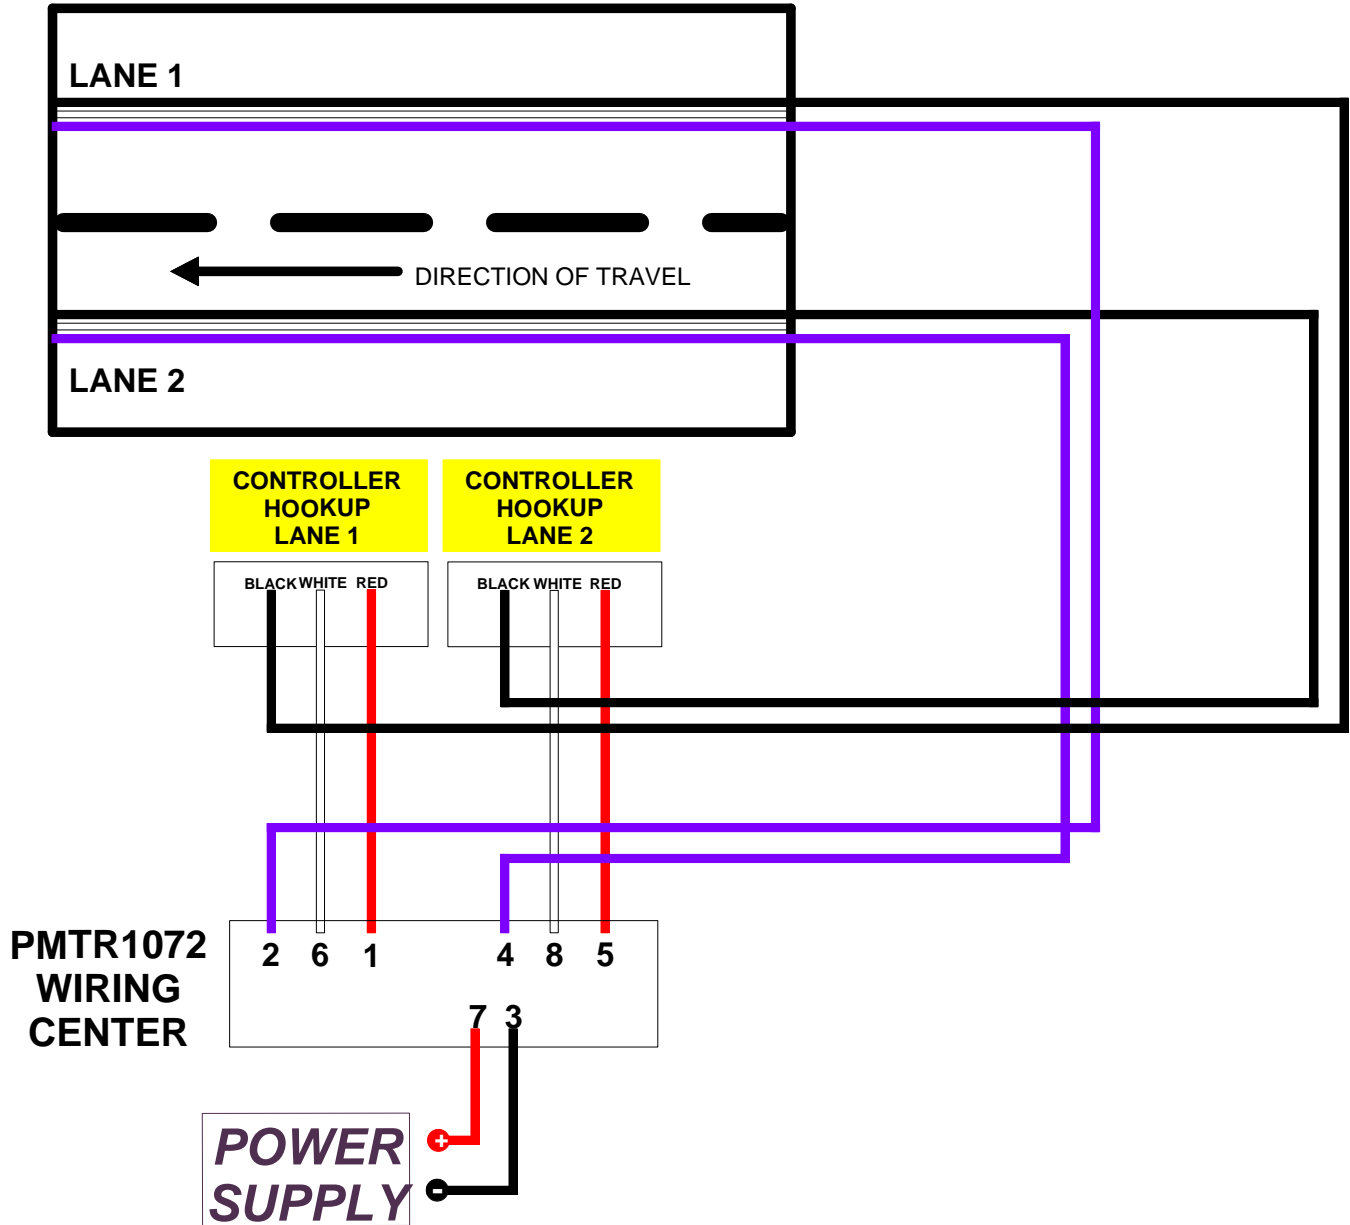 LANE 1
DIRECTION OF TRAVEL
LANE 2
CONTROLLER
HOOKUP
LANE 1
CONTROLLER
HOOKUP
LANE 2
BLACK WHITE RED
BLACK WHITE RED
PMTR1072
WIRING
CENTER
2 6 1 4 8 5
7 3
+
-
POWER
SUPPLY